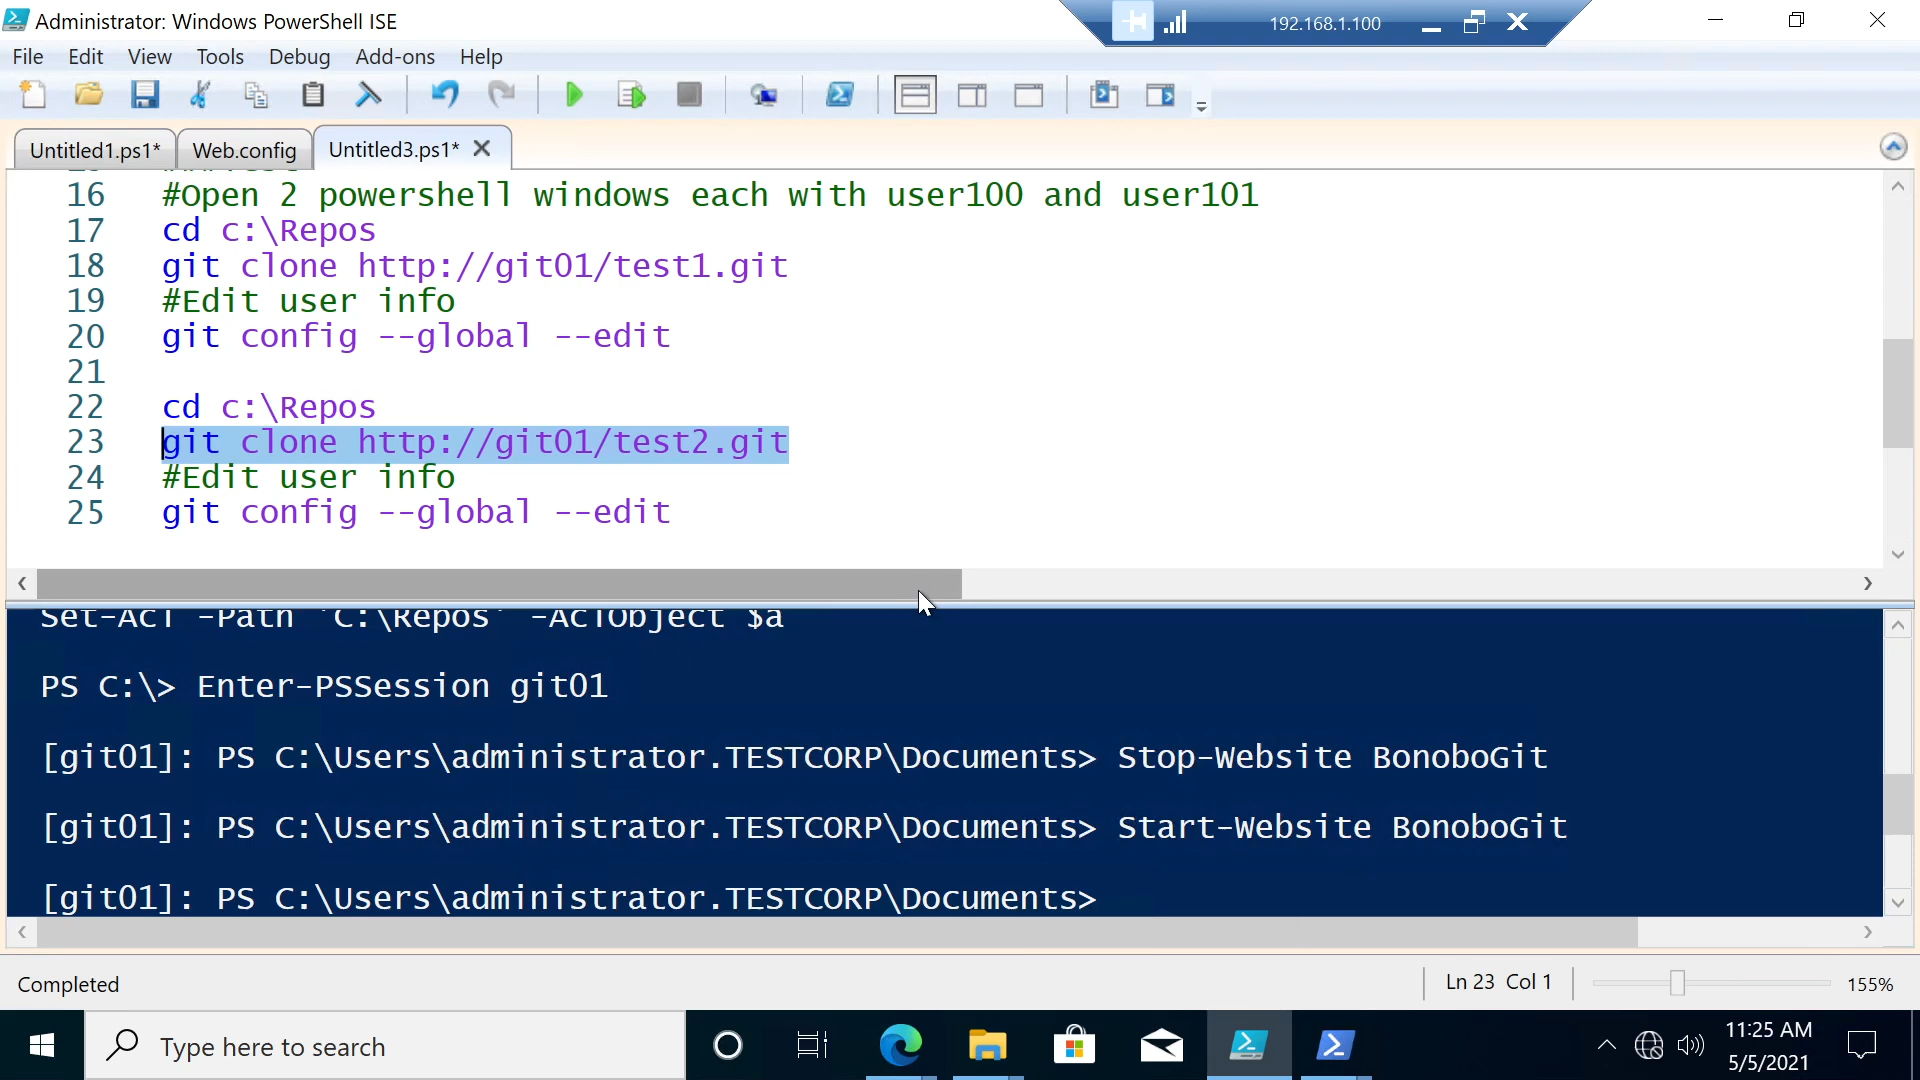 Administrator: Windows PowerShell ISE
192.168.1.100
File Edit View Tools Debug Add-ons Help
Untitled1.ps1* Web.config Untitled3.ps1*
16 #Open 2 powershell windows each with user100 and user101
17 cd c:\Repos
18 git clone http://git01/test1.git
19 #Edit user info
20 git config --global --edit
21
22 cd c:\Repos
23 git clone http://git01/test2.git
24 #Edit user info
25 git config --global --edit
Set-Acl -Path 'C:\Repos' -AclObject $a
PS C:\> Enter-PSSession git01
[git01]: PS C:\Users\administrator.TESTCORP\Documents> Stop-Website BonoboGit
[git01]: PS C:\Users\administrator.TESTCORP\Documents> Start-Website BonoboGit
[git01]: PS C:\Users\administrator.TESTCORP\Documents>
Completed
Ln 23 Col 1
155%
Type here to search
11:25 AM
5/5/2021